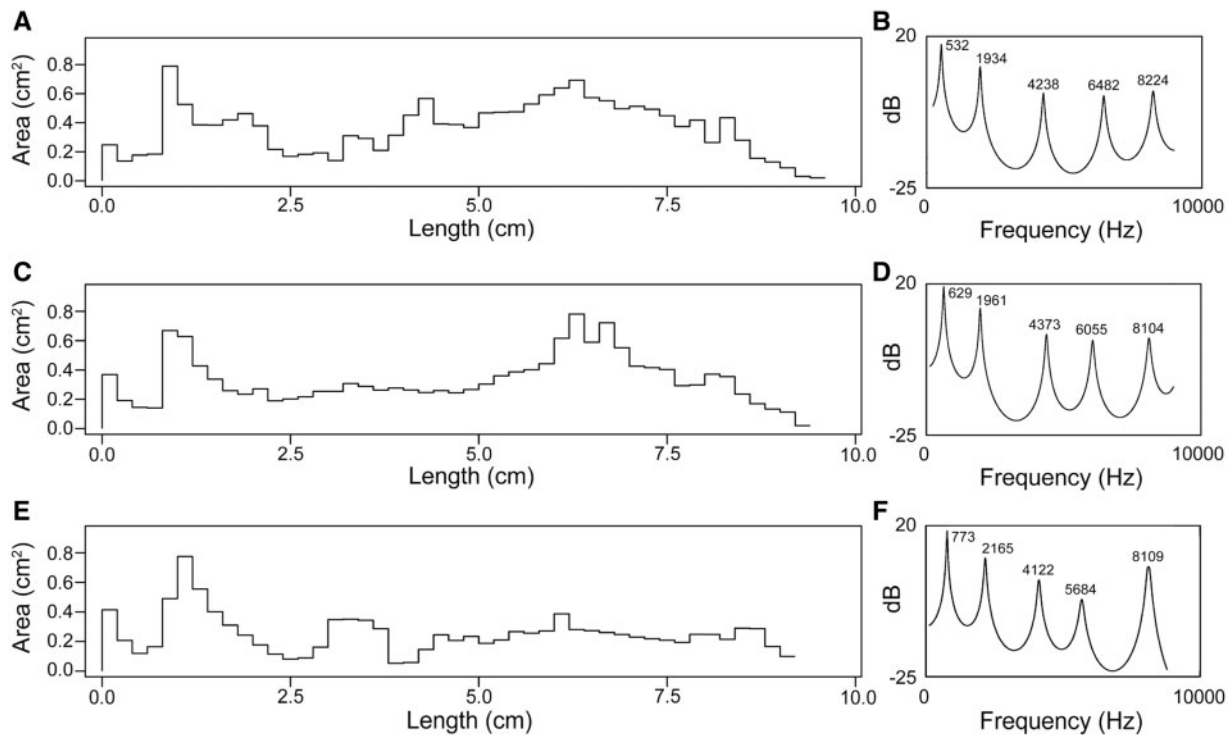 A
Area (cm²)
0.8
0.6
0.4
0.2
0.0
0.0 2.5 5.0 7.5 10.0
Length (cm)
B
20
dB
-25
532
1934
4238
6482
8224
0 10000
Frequency (Hz)
C
Area (cm²)
0.8
0.6
0.4
0.2
0.0
0.0 2.5 5.0 7.5 10.0
Length (cm)
D
20
dB
-25
629
1961
4373
6055
8104
0 10000
Frequency (Hz)
E
Area (cm²)
0.8
0.6
0.4
0.2
0.0
0.0 2.5 5.0 7.5 10.0
Length (cm)
F
20
dB
-25
773
2165
4122
5684
8109
0 10000
Frequency (Hz)